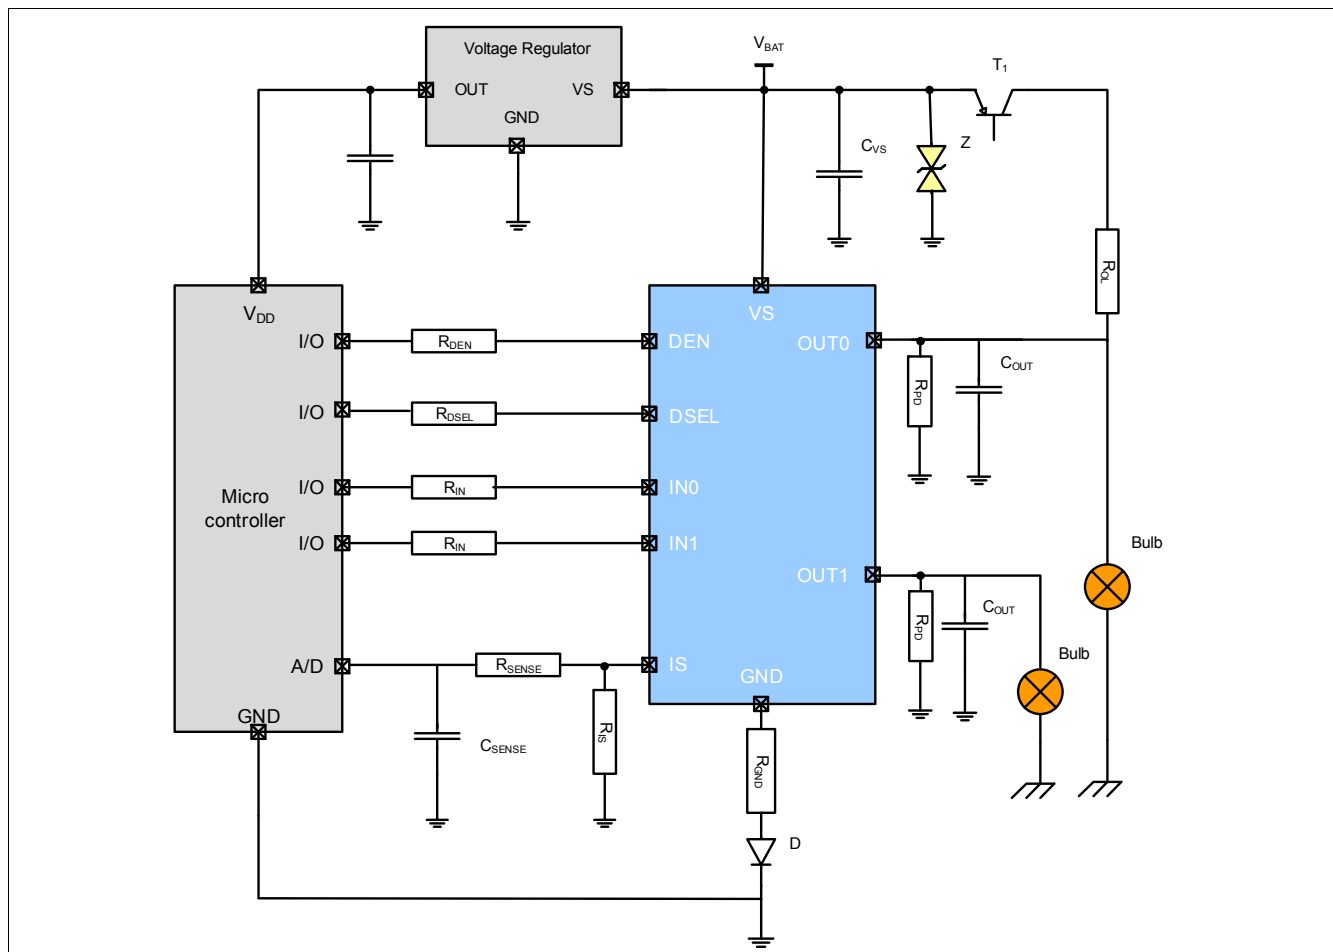 Voltage Regulator
OUT
VS
GND
VBAT
T1
CVS
Z
ROL
VDD
I/O
RDEN
DEN
VS
OUT0
COUT
RPD
I/O
RDSEL
DSEL
I/O
RIN
IN0
Micro
controller
I/O
RIN
IN1
OUT1
Bulb
COUT
RPD
Bulb
A/D
RSENSE
IS
GND
GND
CSENSE
RIS
RGND
D